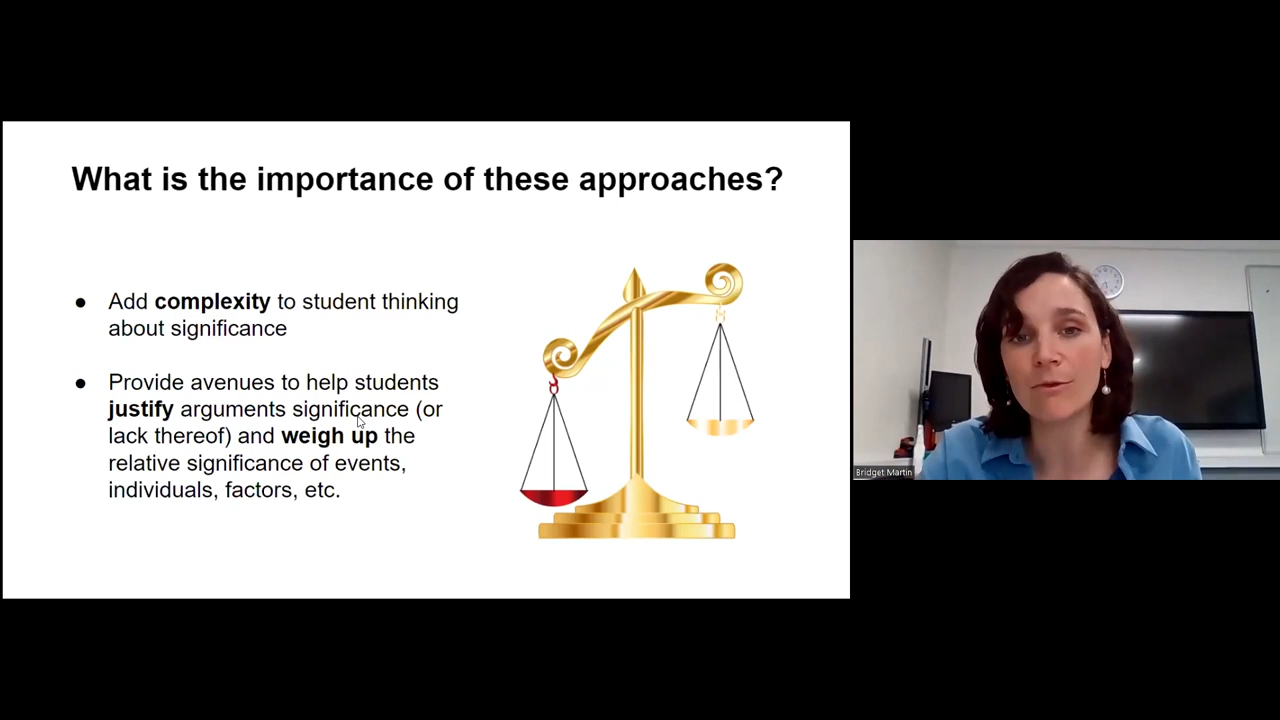 What is the importance of these approaches?
● Add complexity to student thinking
about significance
● Provide avenues to help students
justify arguments significance (or
lack thereof) and weigh up the
relative significance of events,
individuals, factors, etc.
Bridget Martin